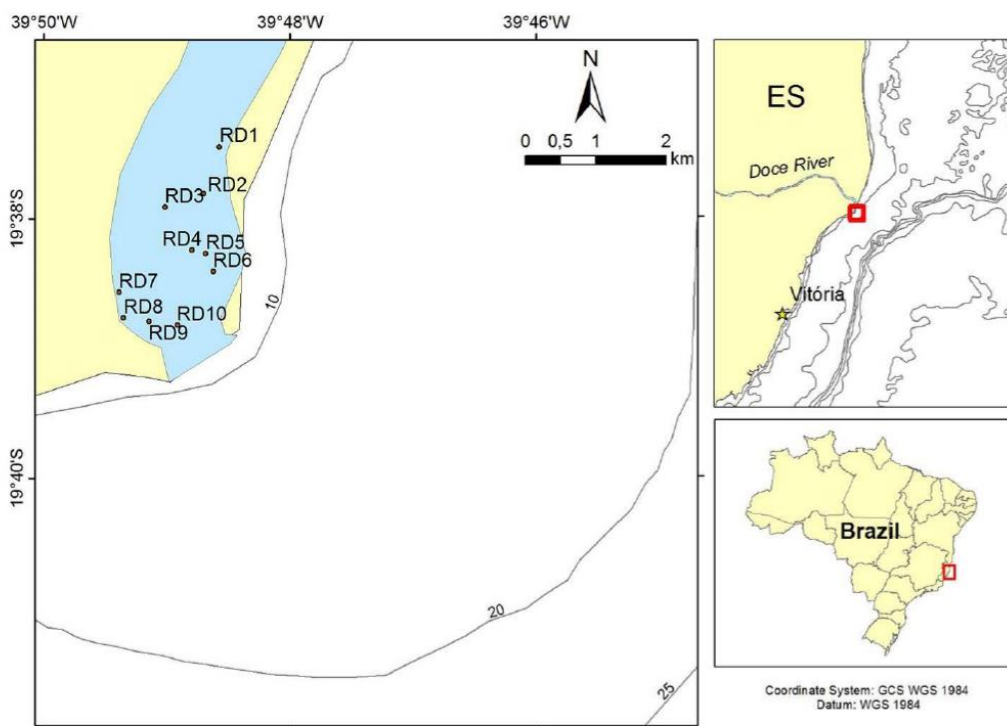 39°50'W
39°48'W
39°46'W
19°38'S
19°40'S
N
0 0,5 1 2
km
RD1
RD2
RD3
RD4
RD5
RD6
RD7
RD8
RD9
RD10
10
20
25
ES
Doce River
Vitória
Brazil
Coordinate System: GCS WGS 1984
Datum: WGS 1984